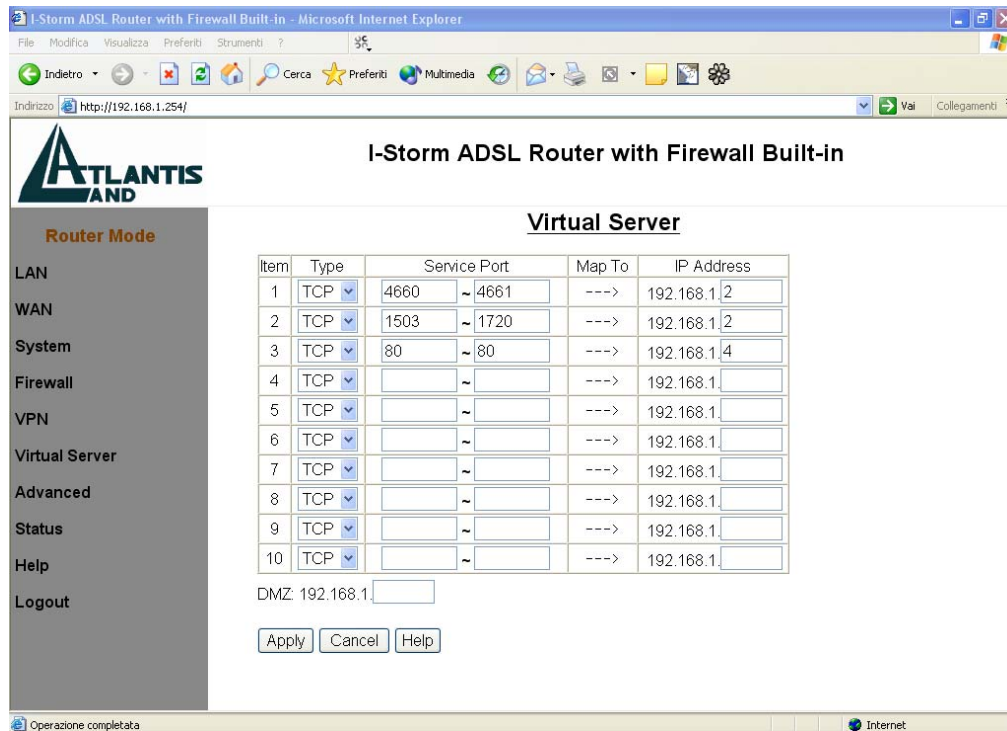 I-Storm ADSL Router with Firewall Built-in - Microsoft Internet Explorer
File Modifica Visualizza Preferiti Strumenti ?
Indietro Cerca Preferiti Multimedia
Indirizzo http://192.168.1.254/ Vai Collegamenti
ATLANTIS
LAND
I-Storm ADSL Router with Firewall Built-in
Router Mode
LAN
WAN
System
Firewall
VPN
Virtual Server
Advanced
Status
Help
Logout
Virtual Server
Item Type Service Port Map To IP Address
1 TCP 4660 ~ 4661 ---> 192.168.1.2
2 TCP 1503 ~ 1720 ---> 192.168.1.2
3 TCP 80 ~ 80 ---> 192.168.1.4
4 TCP ~ ---> 192.168.1.
5 TCP ~ ---> 192.168.1.
6 TCP ~ ---> 192.168.1.
7 TCP ~ ---> 192.168.1.
8 TCP ~ ---> 192.168.1.
9 TCP ~ ---> 192.168.1.
10 TCP ~ ---> 192.168.1.
DMZ: 192.168.1.
Apply Cancel Help
Operazione completata Internet